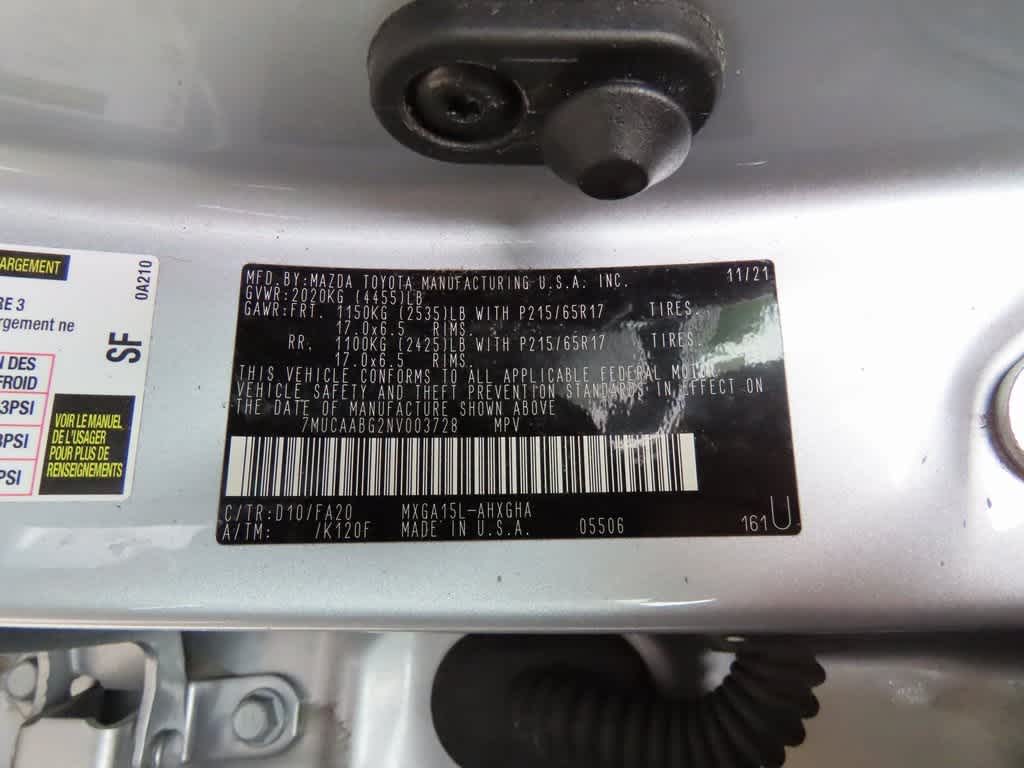 ARGEMENT
RE 3
rgement ne
N DES
FROID
3PSI
3PSI
PSI
0A210
SF
VOIR LE MANUEL
DE L'USAGER
POUR PLUS DE
RENSEIGNEMENTS
MFD.BY:MAZDA TOYOTA MANUFACTURING U.S.A. INC. 11/21
GVWR:2020KG (4455)LB
GAWR:FRT. 1150KG (2535)LB WITH P215/65R17 TIRES,
17.0x6.5 RIMS.
RR. 1100KG (2425)LB WITH P215/65R17 TIRES,
17.0x6.5 RIMS.
THIS VEHICLE CONFORMS TO ALL APPLICABLE FEDERAL MOTOR
VEHICLE SAFETY AND THEFT PREVENTION STANDARDS IN EFFECT ON
THE DATE OF MANUFACTURE SHOWN ABOVE
7MUCAABG2NV003728 MPV
C/TR:D10/FA20 MXGA15L-AHXGHA
A/TM: /K120F MADE IN U.S.A. 05506 161U